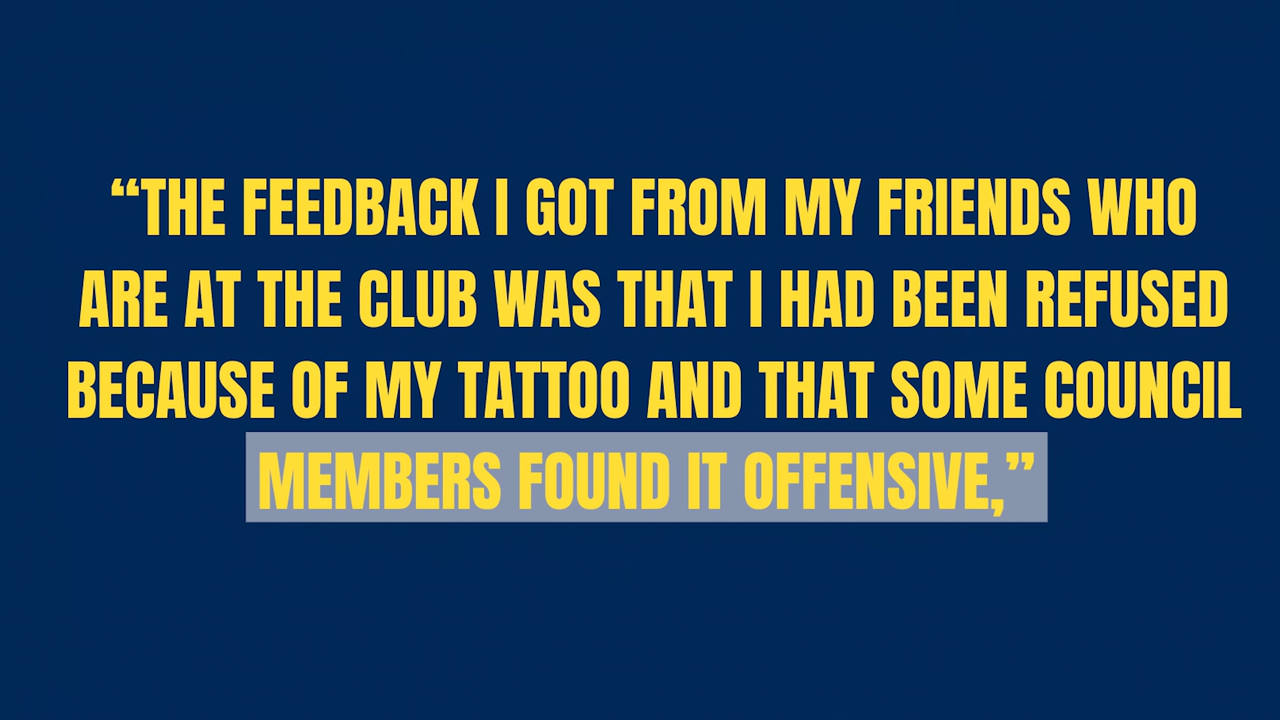 “THE FEEDBACK I GOT FROM MY FRIENDS WHO
ARE AT THE CLUB WAS THAT I HAD BEEN REFUSED
BECAUSE OF MY TATTOO AND THAT SOME COUNCIL
MEMBERS FOUND IT OFFENSIVE,”